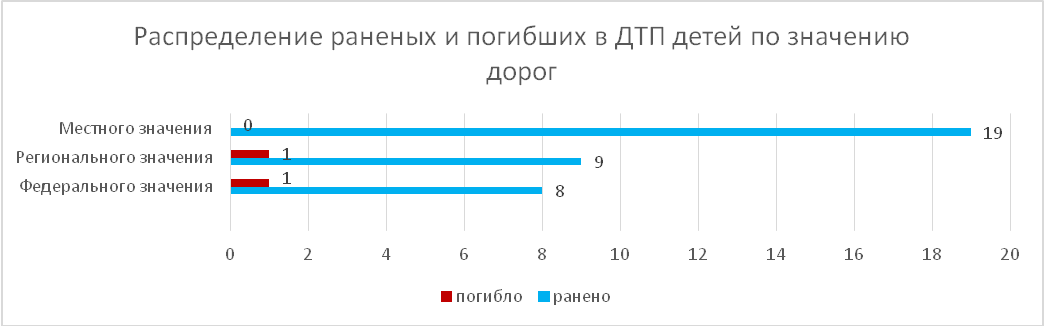 Распределение раненых и погибших в ДТП детей по значению
дорог
Местного значения
0
19
Регионального значения
1
9
Федерального значения
1
8
0 2 4 6 8 10 12 14 16 18 20
погибло ранено